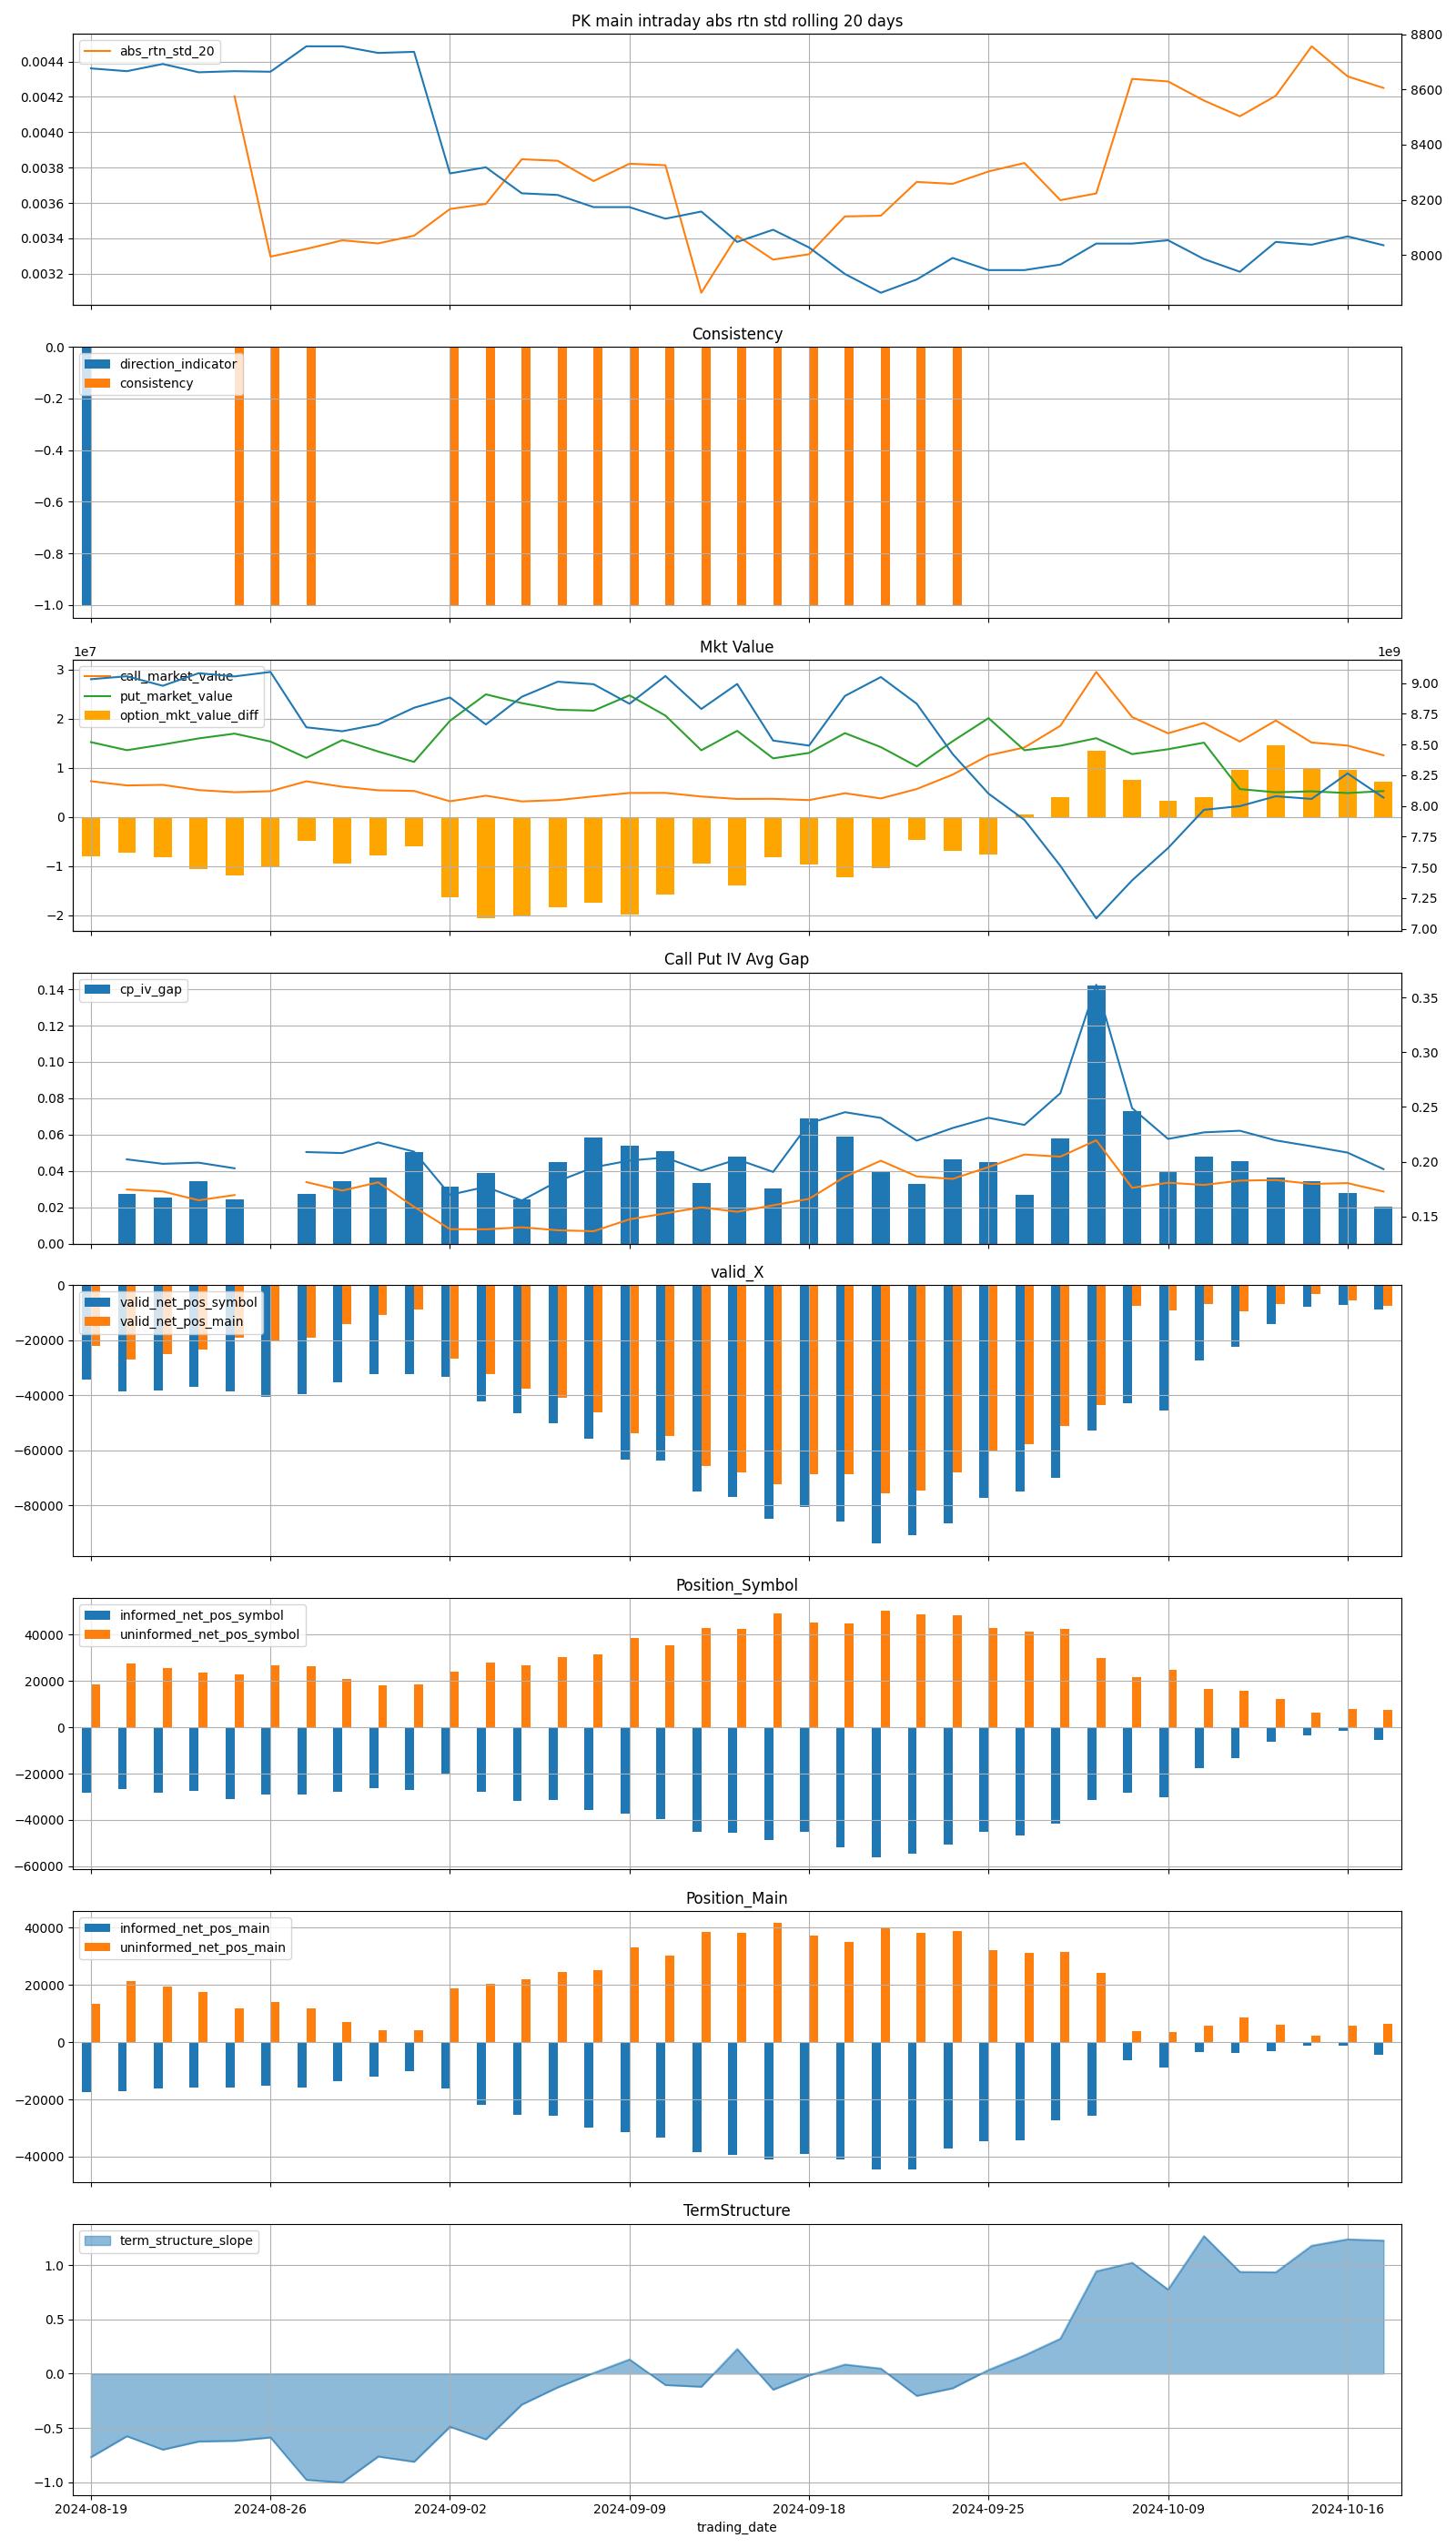 PK main intraday abs rtn std rolling 20 days
abs_rtn_std_20
0.0044
0.0042
0.0040
0.0038
0.0036
0.0034
0.0032
8800
8600
8400
8200
8000
Consistency
direction_indicator
consistency
0.0
−0.2
−0.4
−0.6
−0.8
−1.0
Mkt Value
1e7
1e9
call_market_value
put_market_value
option_mkt_value_diff
3
2
1
0
−1
−2
9.00
8.75
8.50
8.25
8.00
7.75
7.50
7.25
7.00
Call Put IV Avg Gap
cp_iv_gap
0.14
0.12
0.10
0.08
0.06
0.04
0.02
0.00
0.35
0.30
0.25
0.20
0.15
valid_X
valid_net_pos_symbol
valid_net_pos_main
0
−20000
−40000
−60000
−80000
Position_Symbol
informed_net_pos_symbol
uninformed_net_pos_symbol
40000
20000
0
−20000
−40000
−60000
Position_Main
informed_net_pos_main
uninformed_net_pos_main
40000
20000
0
−20000
−40000
TermStructure
term_structure_slope
1.0
0.5
0.0
−0.5
−1.0
2024-08-19 2024-08-26 2024-09-02 2024-09-09 2024-09-18 2024-09-25 2024-10-09 2024-10-16
trading_date